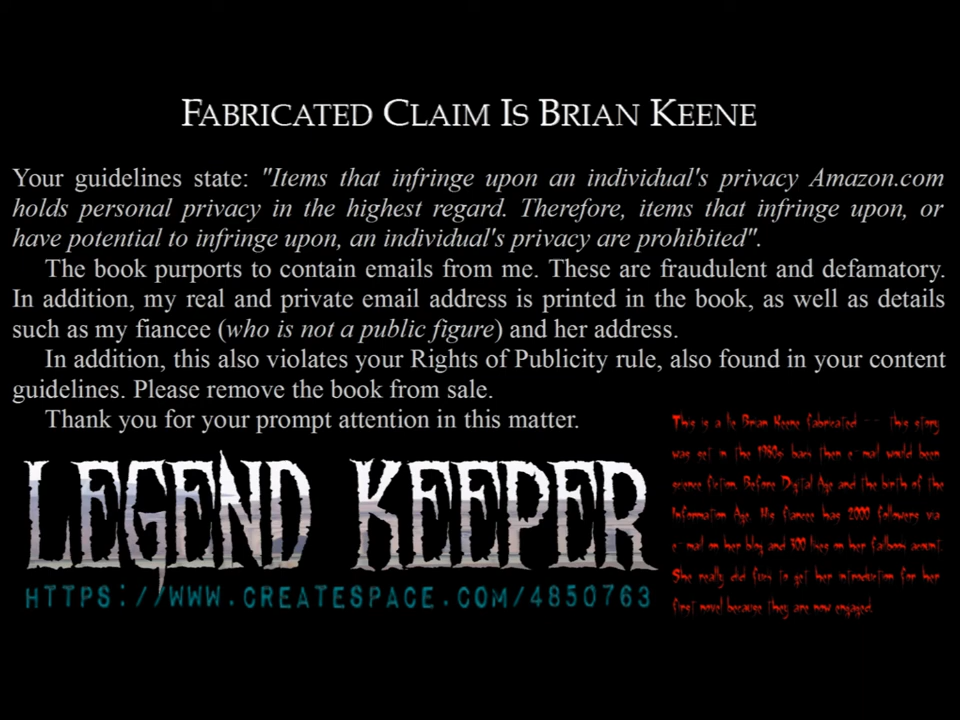 FABRICATED CLAIM IS BRIAN KEENE
Your guidelines state: "Items that infringe upon an individual's privacy Amazon.com
holds personal privacy in the highest regard. Therefore, items that infringe upon, or
have potential to infringe upon, an individual's privacy are prohibited".
The book purports to contain emails from me. These are fraudulent and defamatory.
In addition, my real and private email address is printed in the book, as well as details
such as my fiancee (who is not a public figure) and her address.
In addition, this also violates your Rights of Publicity rule, also found in your content
guidelines. Please remove the book from sale.
Thank you for your prompt attention in this matter.
LEGEND KEEPER
HTTPS://WWW.CREATESPACE.COM/4850763
This is a lie Brian Keene fabricated -- this story
was set in the 1980s back then e-mail would been
science fiction. Before Digital Age and the birth of the
Information Age. His fiancee has 2000 followers via
e-mail on her blog and 300 likes on her
She really did to get her for her
first novel because they are now engaged.